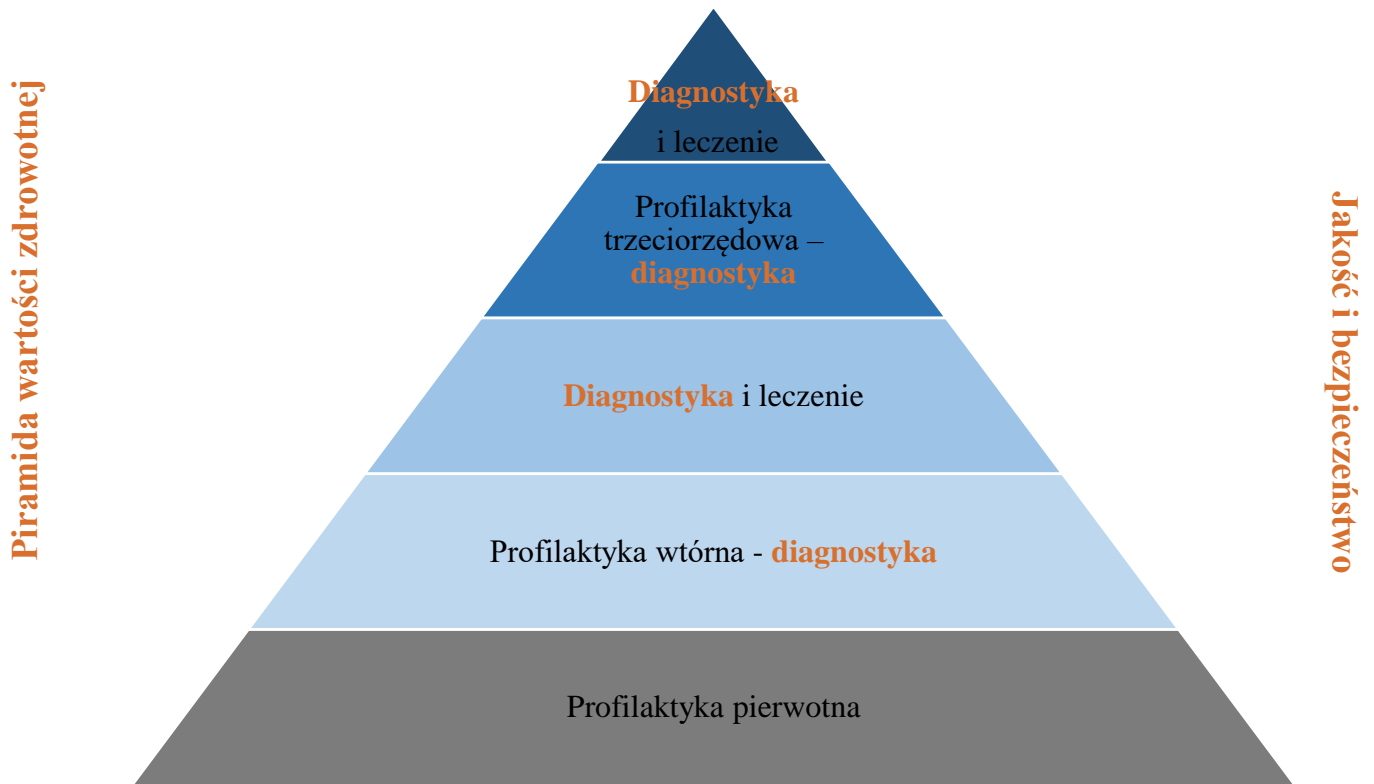 Piramida wartości zdrowotnej
Diagnostyka
i leczenie
Profilaktyka
trzeciorzędowa –
diagnostyka
Diagnostyka i leczenie
Profilaktyka wtórna - diagnostyka
Profilaktyka pierwotna
Jakość i bezpieczeństwo